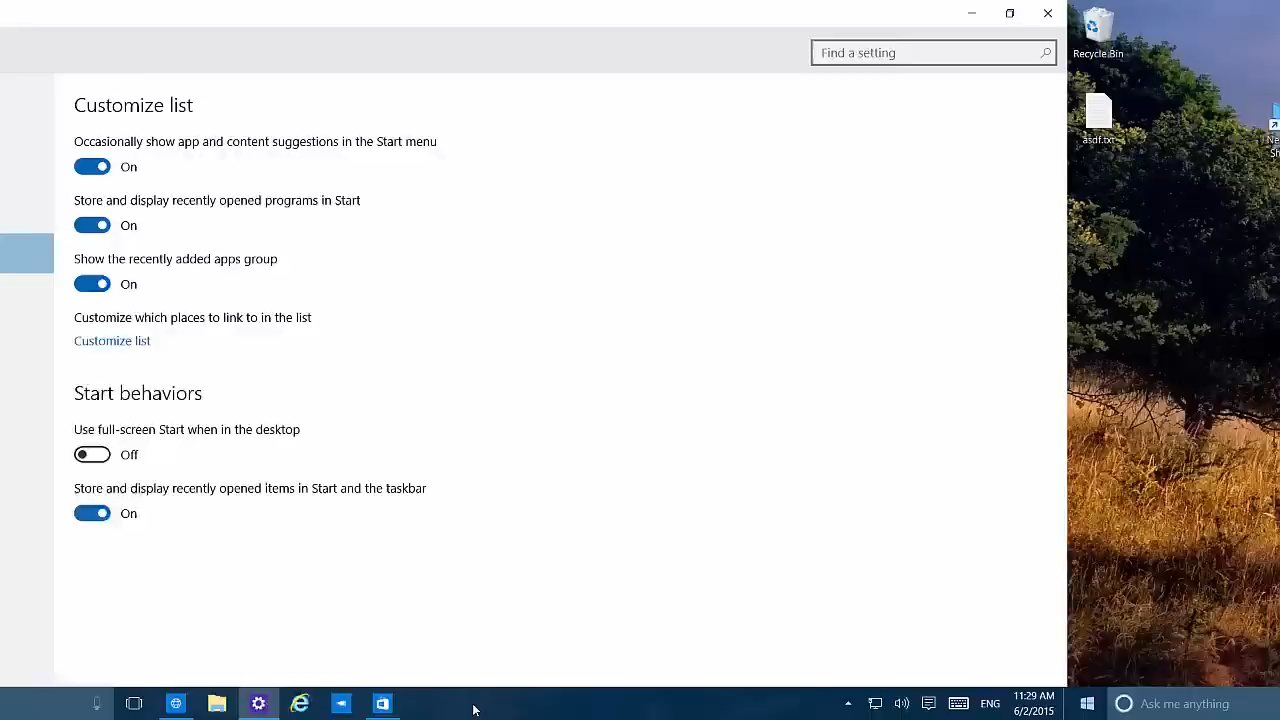 Find a setting
Customize list
Occasionally show app and content suggestions in the Start menu
On
Store and display recently opened programs in Start
On
Show the recently added apps group
On
Customize which places to link to in the list
Customize list
Start behaviors
Use full-screen Start when in the desktop
Off
Store and display recently opened items in Start and the taskbar
On
Recycle Bin
asdf.txt
Ne
Sh
ENG
11:29 AM
6/2/2015
Ask me anything